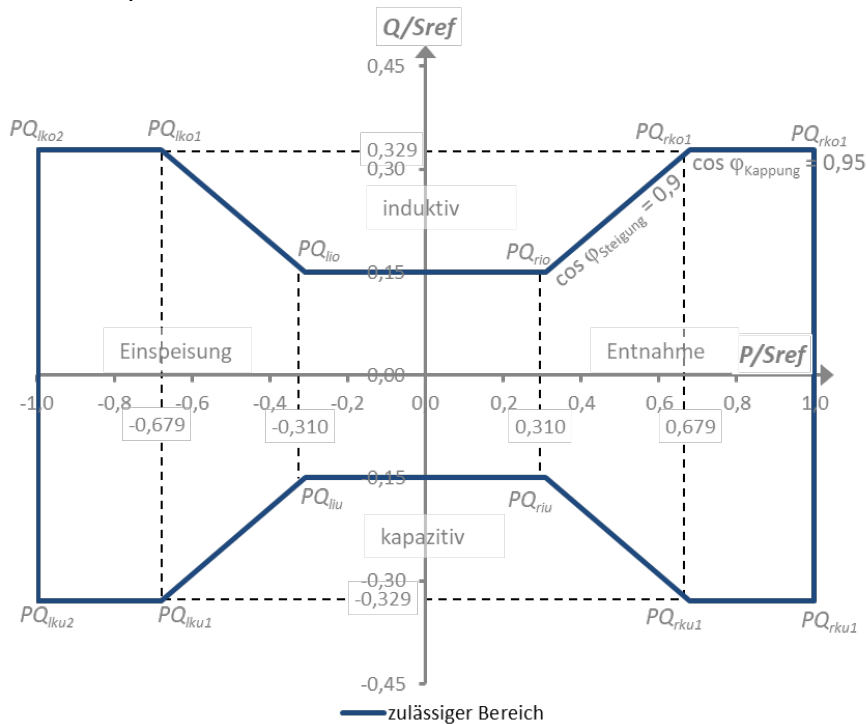 Q/Sref
0,45
PQlko2
PQlko1
PQrko1
PQrko1
0,329
cos φKappung = 0,95
0,30
induktiv
cos φSteigung = 0,9
PQlio
PQrio
0,15
Einspeisung
Entnahme
P/Sref
0,00
-1,0
-0,8
-0,6
-0,4
-0,2
0,0
0,2
0,4
0,6
0,8
1,0
-0,679
-0,310
0,310
0,679
-0,15
PQliu
PQriu
kapazitiv
-0,30
-0,329
PQlku2
PQlku1
PQrku1
PQrku1
-0,45
zulässiger Bereich